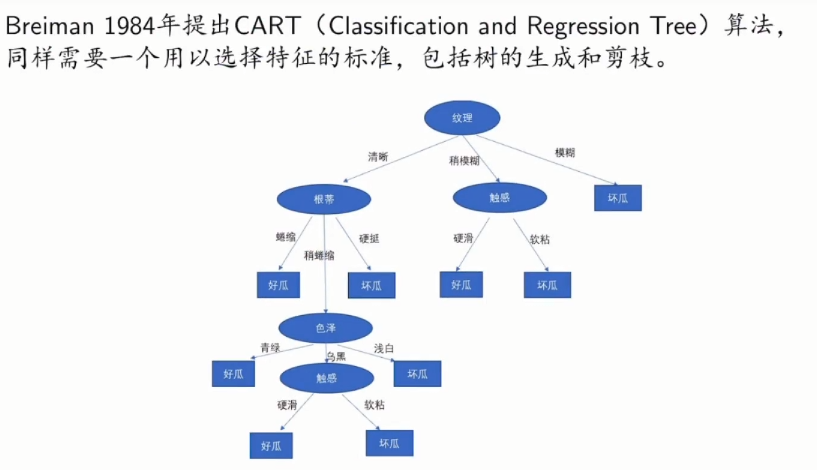 Breiman 1984年提出CART（Classification and Regression Tree）算法，
同样需要一个用以选择特征的标准，包括树的生成和剪枝。
纹理
清晰
稍模糊
模糊
根蒂
触感
坏瓜
蜷缩
稍蜷缩
硬挺
硬滑
软粘
好瓜
坏瓜
好瓜
坏瓜
色泽
青绿
乌黑
浅白
好瓜
触感
坏瓜
硬滑
软粘
好瓜
坏瓜